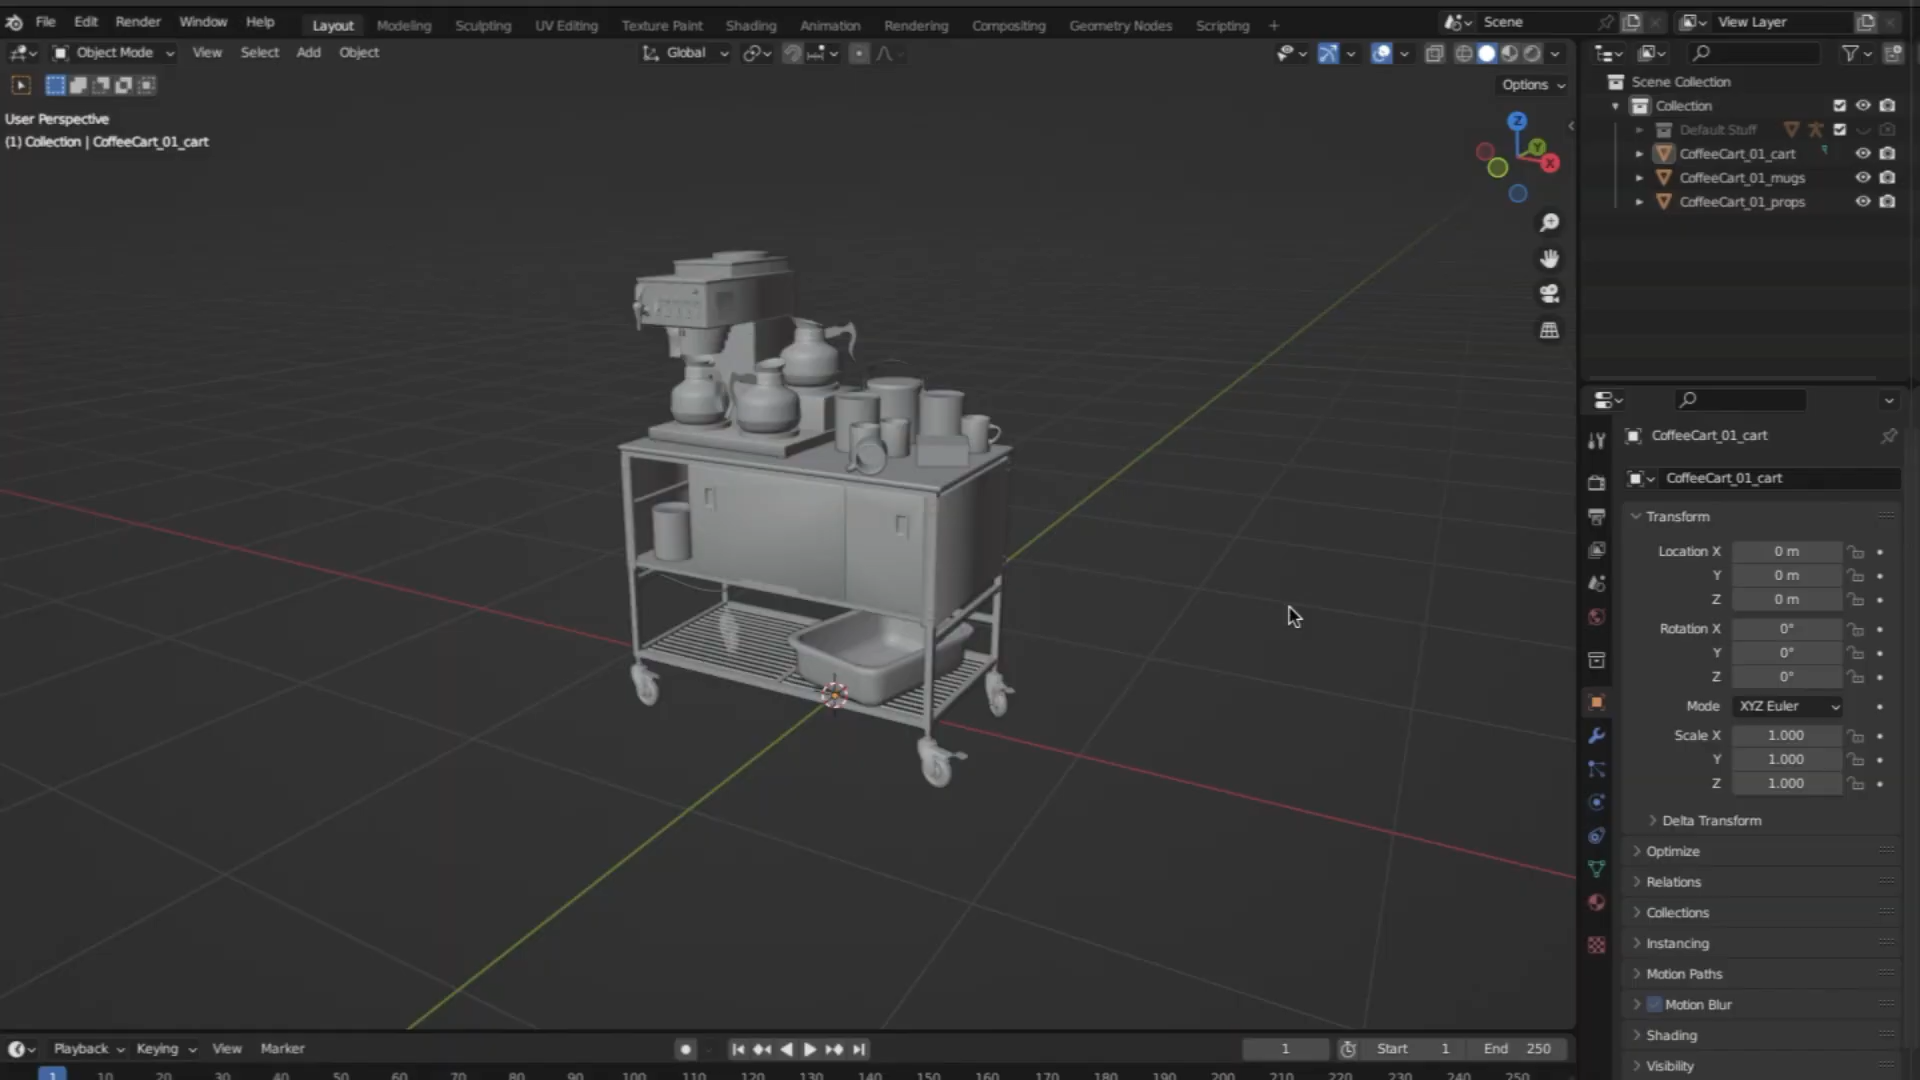 File Edit Render Window Help
Layout Modeling Sculpting UV Editing Texture Paint Shading Animation Rendering Compositing Geometry Nodes Scripting +
Scene
View Layer
Object Mode View Select Add Object
Global
Options
User Perspective
(1) Collection | CoffeeCart_01_cart
Z
Y
X
Scene Collection
Collection
Default Stuff
CoffeeCart_01_cart
CoffeeCart_01_mugs
CoffeeCart_01_props
CoffeeCart_01_cart
CoffeeCart_01_cart
Transform
Location X 0 m
Y 0 m
Z 0 m
Rotation X 0°
Y 0°
Z 0°
Mode XYZ Euler
Scale X 1.000
Y 1.000
Z 1.000
Delta Transform
Optimize
Relations
Collections
Instancing
Motion Paths
Motion Blur
Shading
Visibility
Playback Keying View Marker
1 Start 1 End 250
1 10 20 30 40 50 60 70 80 90 100 110 120 130 140 150 160 170 180 190 200 210 220 230 240 250